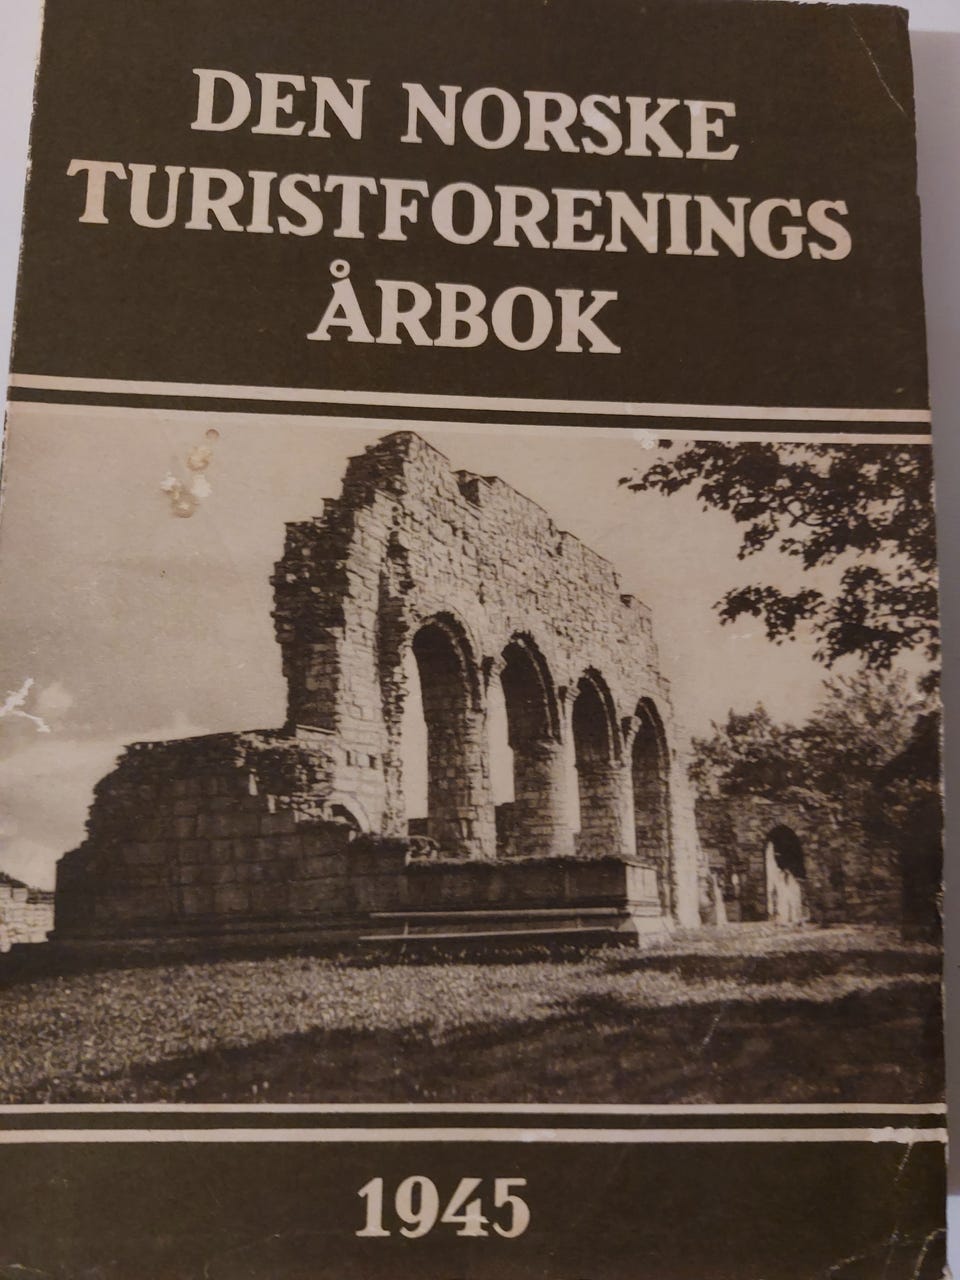 DEN NORSKE
TURISTFORENINGS
ÅRBOK
1945